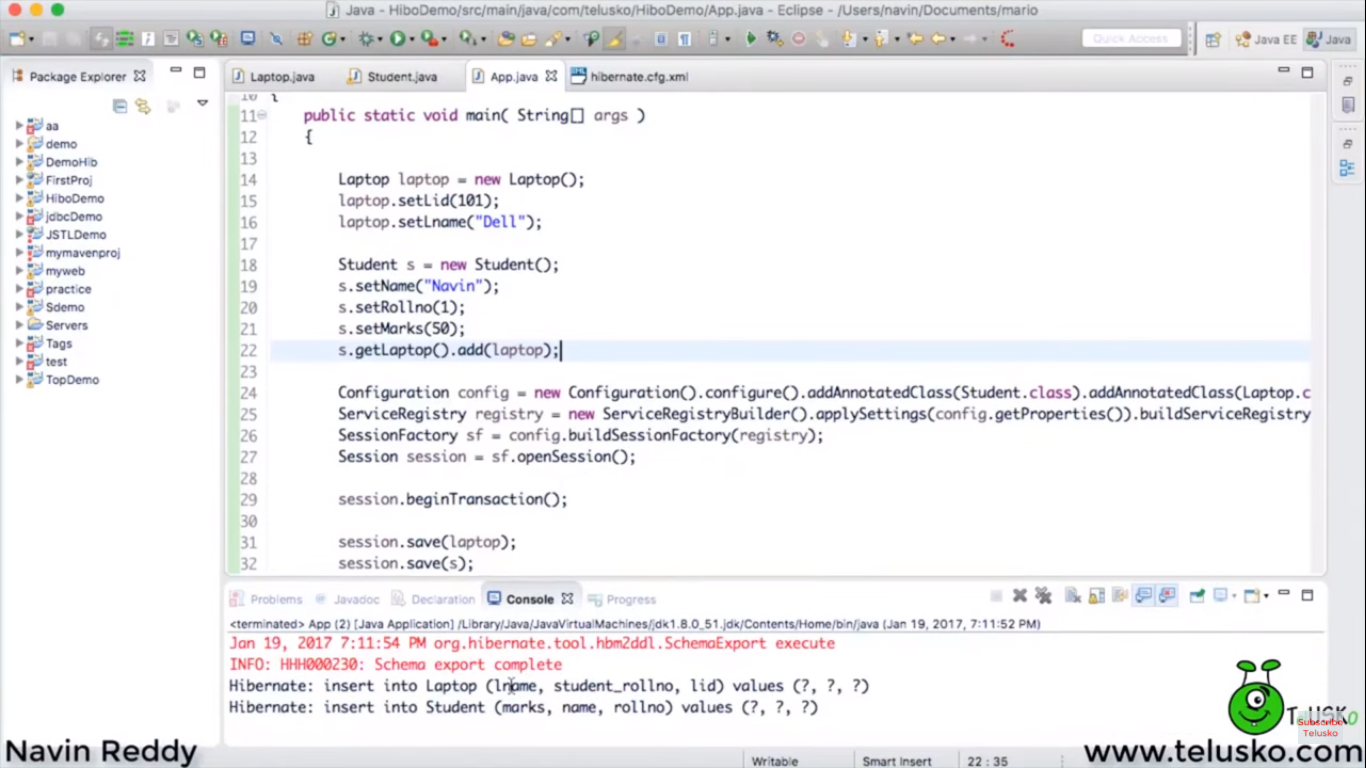 Java - HiboDemo/src/main/java/com/telusko/HiboDemo/App.java - Eclipse - /Users/navin/Documents/mario
Quick Access
Java EE
Java
Package Explorer
Laptop.java
Student.java
App.java
hibernate.cfg.xml
aa
demo
DemoHib
FirstProj
HiboDemo
jdbcDemo
JSTLDemo
mymavenproj
myweb
practice
Sdemo
Servers
Tags
test
TopDemo
10 {
11 public static void main( String[] args )
12 {
13
14 Laptop laptop = new Laptop();
15 laptop.setLid(101);
16 laptop.setLname("Dell");
17
18 Student s = new Student();
19 s.setName("Navin");
20 s.setRollno(1);
21 s.setMarks(50);
22 s.getLaptop().add(laptop);
23
24 Configuration config = new Configuration().configure().addAnnotatedClass(Student.class).addAnnotatedClass(Laptop.c
25 ServiceRegistry registry = new ServiceRegistryBuilder().applySettings(config.getProperties()).buildServiceRegistry
26 SessionFactory sf = config.buildSessionFactory(registry);
27 Session session = sf.openSession();
28
29 session.beginTransaction();
30
31 session.save(laptop);
32 session.save(s);
Problems
Javadoc
Declaration
Console
Progress
<terminated> App (2) [Java Application] /Library/Java/JavaVirtualMachines/jdk1.8.0_51.jdk/Contents/Home/bin/java (Jan 19, 2017 7:11:52 PM)
Jan 19, 2017 7:11:54 PM org.hibernate.tool.hbm2ddl.SchemaExport execute
INFO: HHH000230: Schema export complete
Hibernate: insert into Laptop (lname, student_rollno, lid) values (?, ?, ?)
Hibernate: insert into Student (marks, name, rollno) values (?, ?, ?)
Subscribe
Telusko
Navin Reddy
www.telusko.com
Writable
Smart Insert
22 : 35